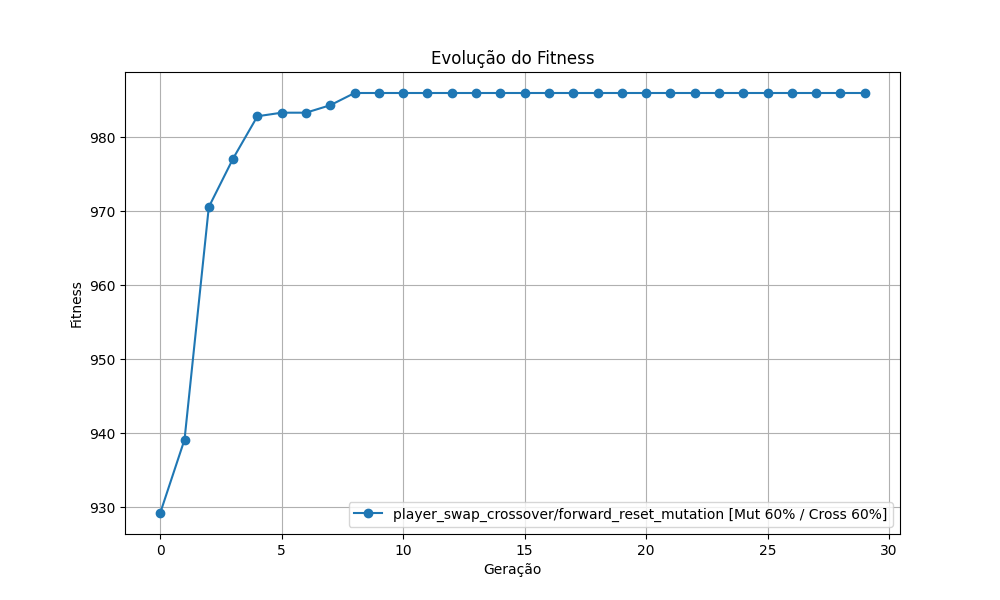 Evolução do Fitness
Fitness
980
970
960
950
940
930
player_swap_crossover/forward_reset_mutation [Mut 60% / Cross 60%]
0 5 10 15 20 25 30
Geração